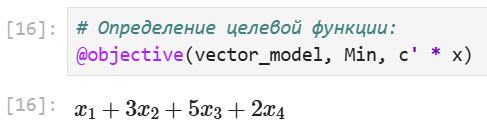 [16]: # Определение целевой функции:
@objective(vector_model, Min, c' * x)
[16]: x₁ + 3x₂ + 5x₃ + 2x₄